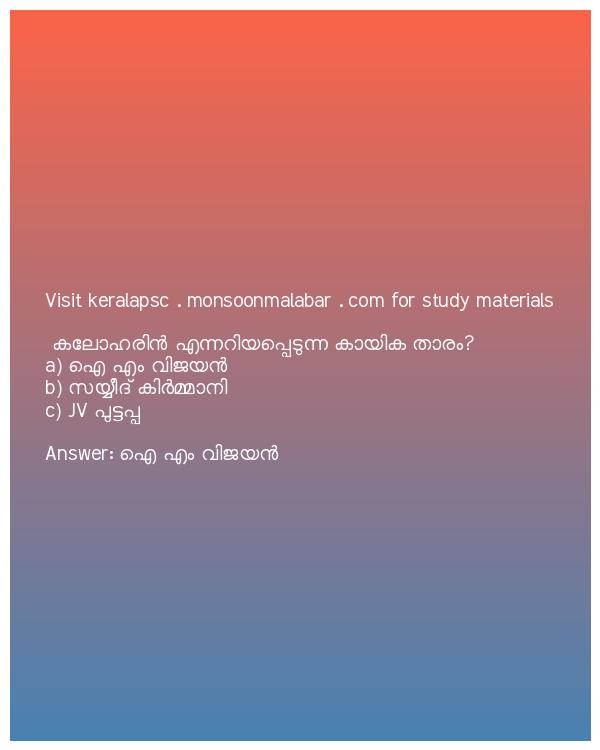 Visit keralapsc . monsoonmalabar . com for study materials
കലോഹരിൻ എന്നറിയപ്പെടുന്ന കായിക താരം?
a) ഐ എം വിജയൻ
b) സയ്യീദ് കിർമ്മാനി
c) JV പുട്ടപ്പ
Answer: ഐ എം വിജയൻ